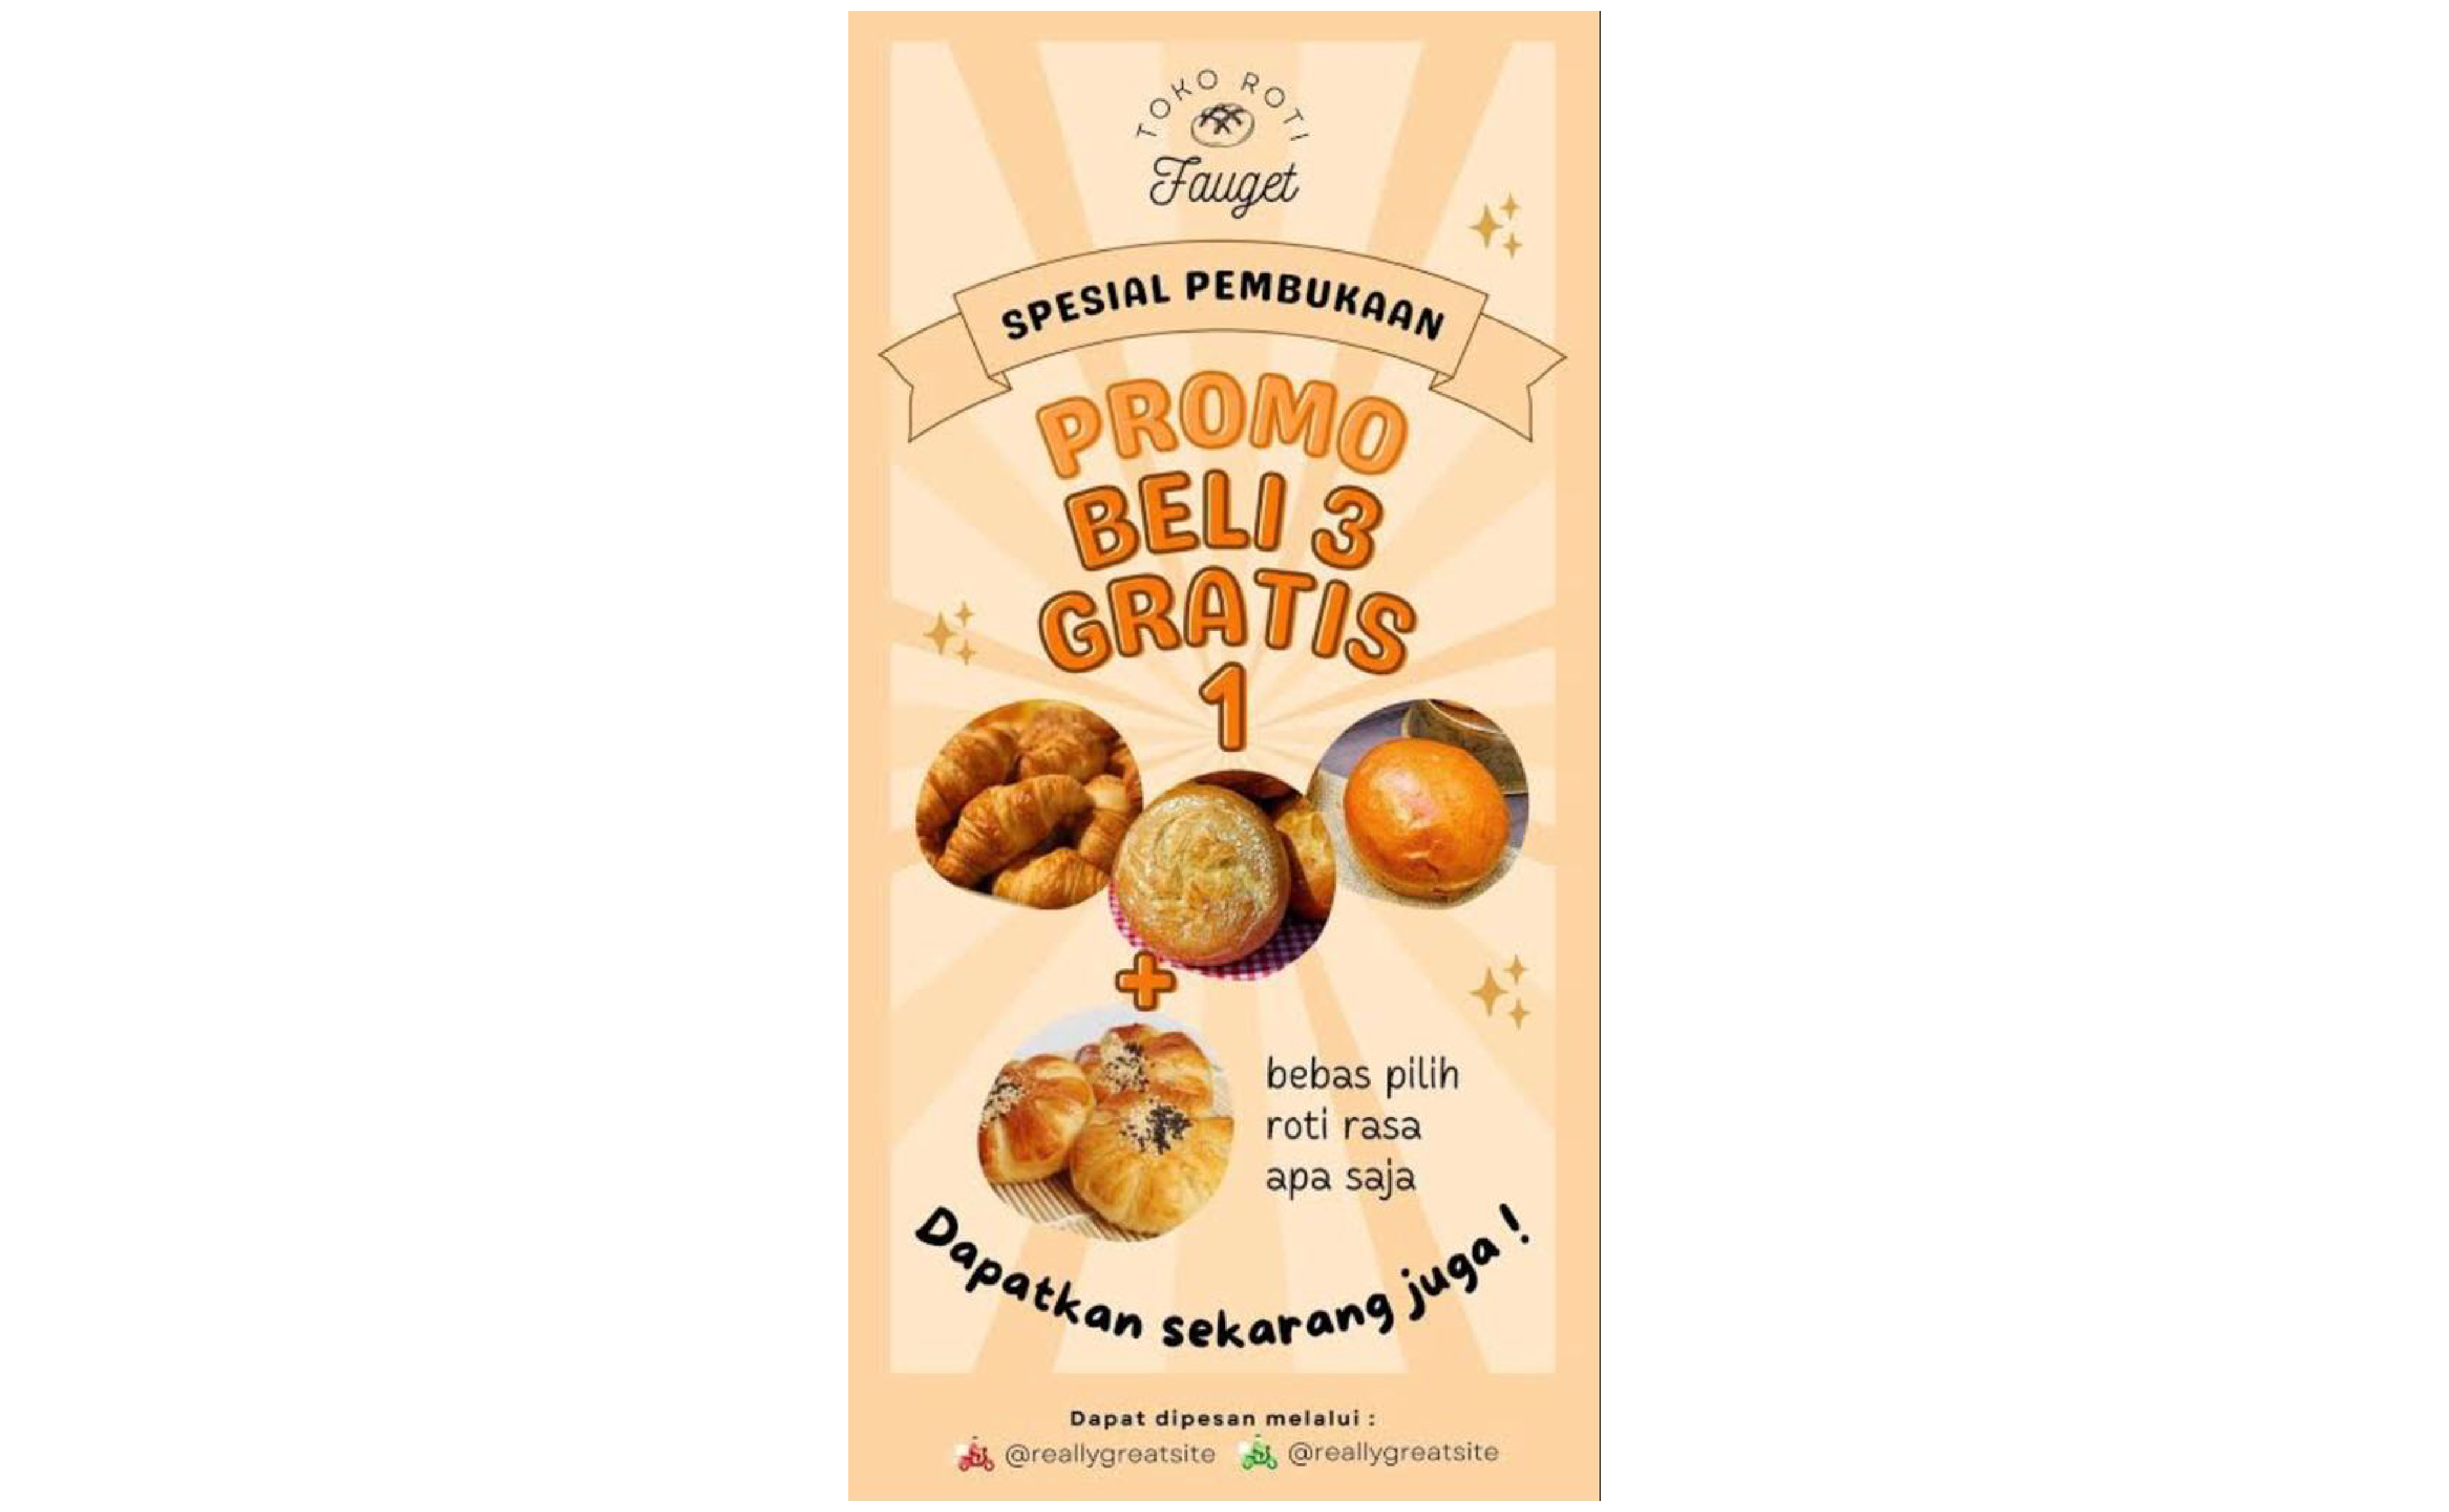 TOKO ROTI
Fauget
SPESIAL PEMBUKAAN
PROMO
BELI 3
GRATIS
1
+
bebas pilih
roti rasa
apa saja
Dapatkan sekarang juga !
Dapat dipesan melalui :
@reallygreatsite @reallygreatsite